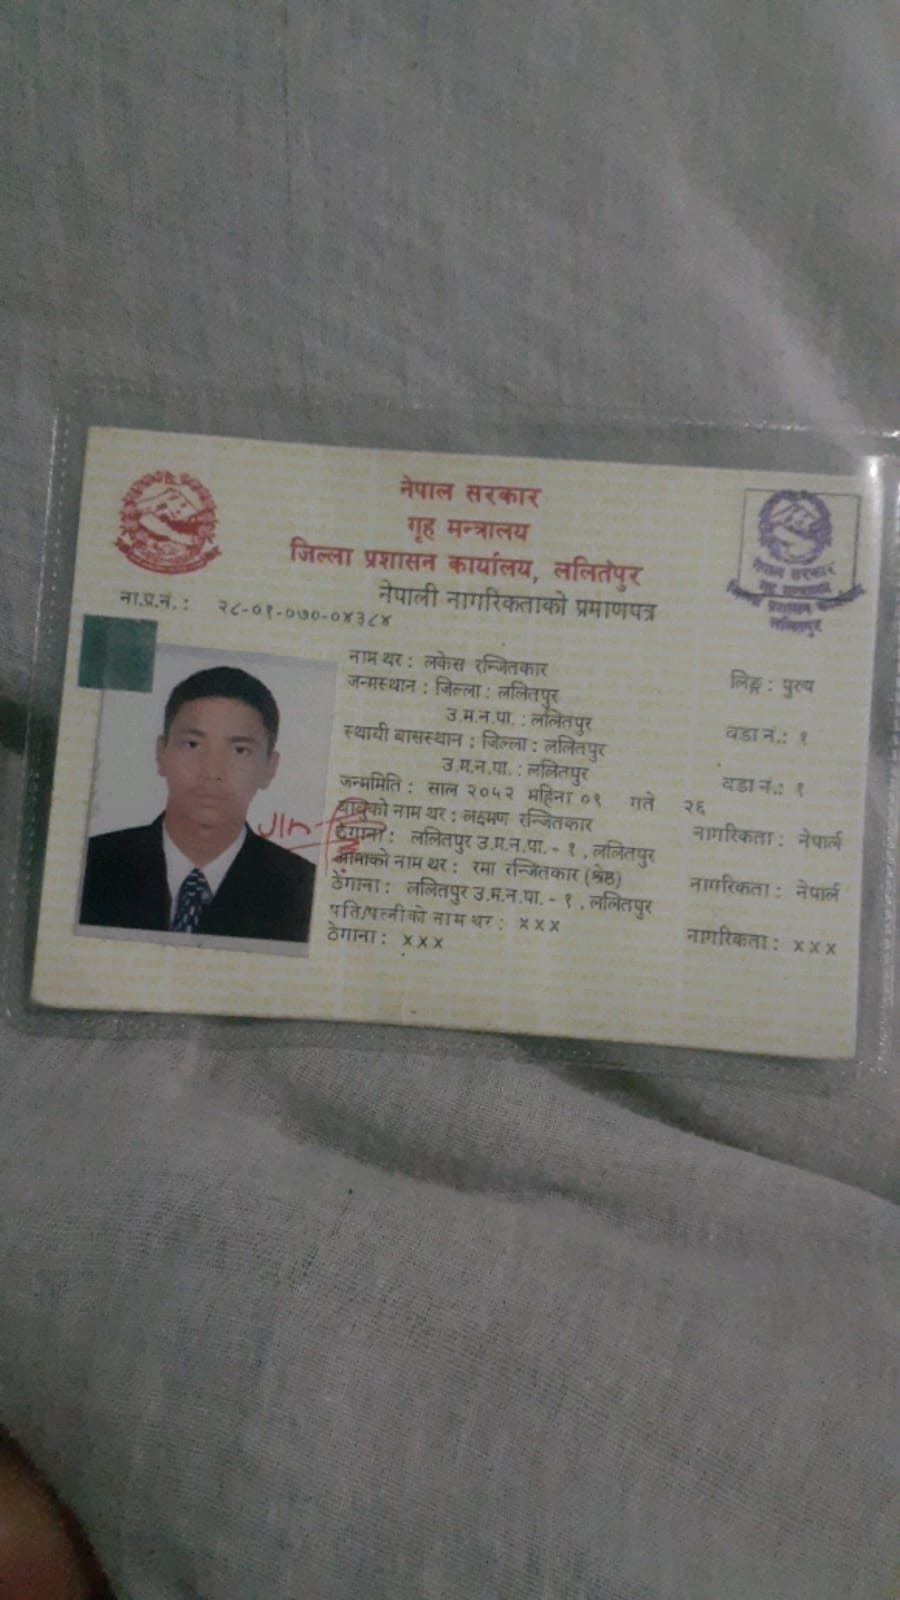 नेपाल सरकार
गृह मन्त्रालय
जिल्ला प्रशासन कार्यालय, ललितपुर
नेपाली नागरिकताको प्रमाणपत्र
ना.प्र.नं.: २८-०१-०७०-०४३८४
नेपाल सरकार
गृह मन्त्रालय
जिल्ला प्रशासन कार्यालय
ललितपुर
नाम थर : लकेस रन्जितकार लिङ्ग : पुरुष
जन्मस्थान : जिल्ला : ललितपुर
उ.म.न.पा. : ललितपुर वडा नं.: १
स्थायी बासस्थान : जिल्ला : ललितपुर
उ.म.न.पा. : ललितपुर वडा नं.: १
जन्ममिति : साल २०५२ महिना ०९ गते २६
बाबुको नाम थर : लक्ष्मण रन्जितकार नागरिकता : नेपाली
ठेगाना : ललितपुर उ.म.न.पा. - १ , ललितपुर
आमाको नाम थर : रमा रन्जितकार (श्रेष्ठ) नागरिकता : नेपाली
ठेगाना : ललितपुर उ.म.न.पा. - १ , ललितपुर
पति/पत्नीको नाम थर : x x x नागरिकता : x x x
ठेगाना : x x x